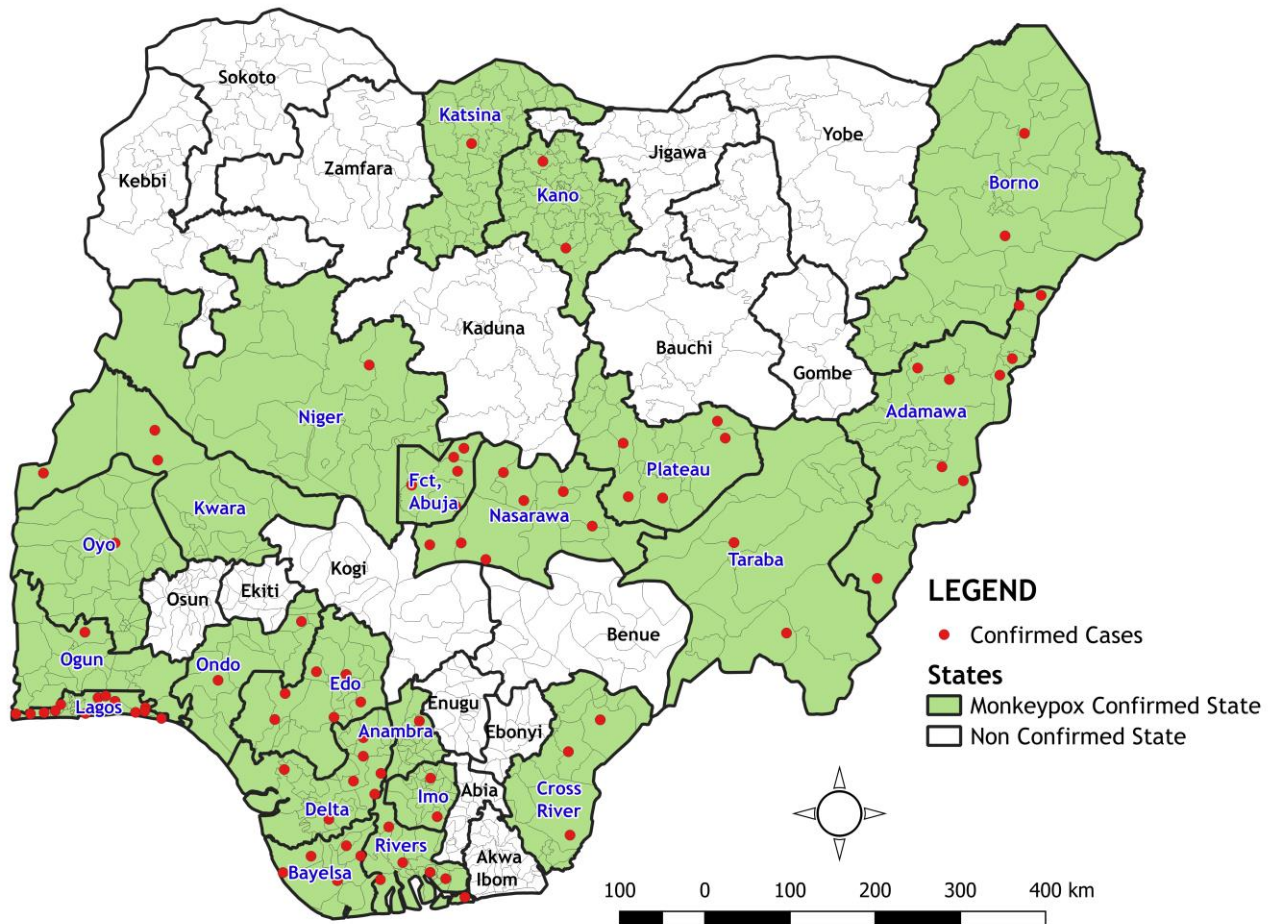 Sokoto
Katsina
Yobe
Jigawa
Zamfara
Kebbi
Borno
Kano
Kaduna
Bauchi
Gombe
Niger
Adamawa
Plateau
Fct,
Abuja
Kwara
Nasarawa
Oyo
Taraba
Kogi
Ekiti
Osun
Benue
Ogun
Ondo
Edo
Lagos
Enugu
Anambra
Ebonyi
Cross
River
Imo
Abia
Delta
Rivers
Bayelsa
Akwa
Ibom
LEGEND
Confirmed Cases
States
Monkeypox Confirmed State
Non Confirmed State
100 0 100 200 300 400 km